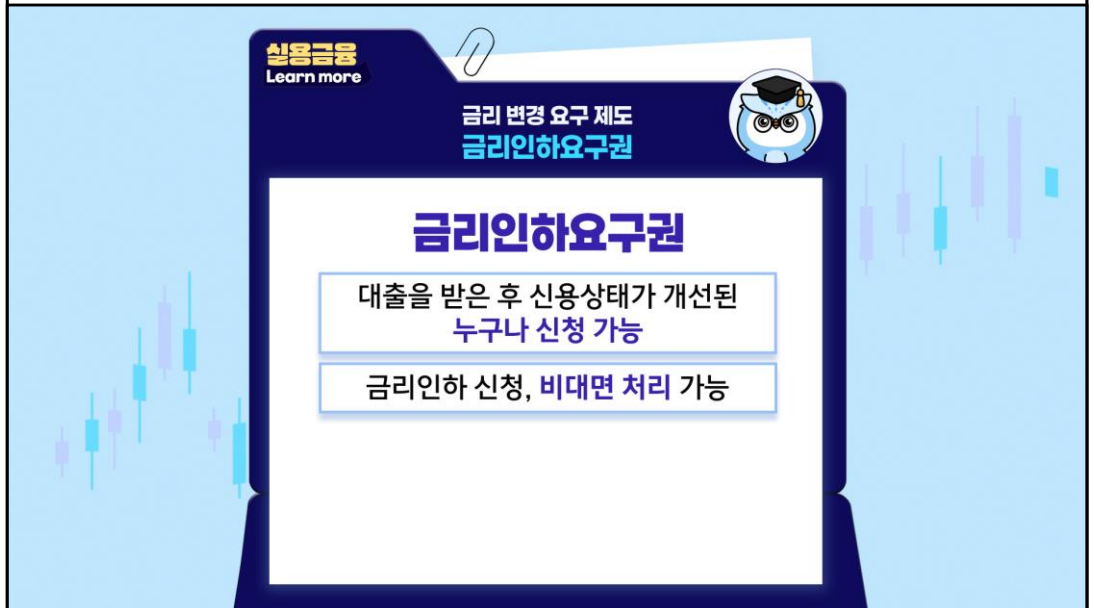 실용금융
Learn more
금리 변경 요구 제도
금리인하요구권
금리인하요구권
대출을 받은 후 신용상태가 개선된
누구나 신청 가능
금리인하 신청, 비대면 처리 가능